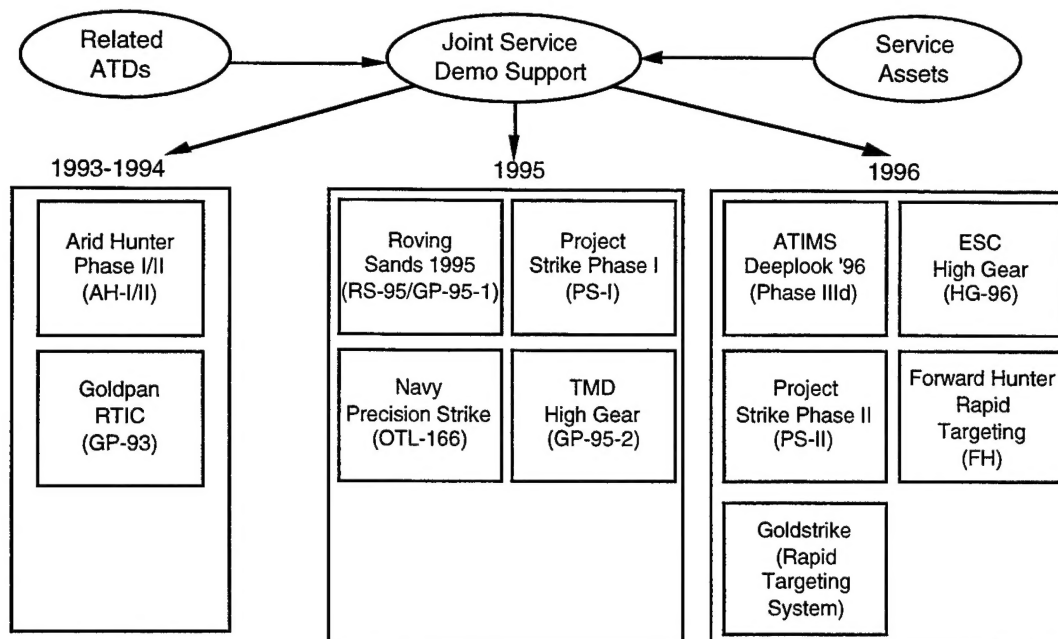 Related
ATDs
Joint Service
Demo Support
Service
Assets
1993-1994
1995
1996
Arid Hunter
Phase I/II
(AH-I/II)
Goldpan
RTIC
(GP-93)
Roving
Sands 1995
(RS-95/GP-95-1)
Project
Strike Phase I
(PS-I)
Navy
Precision Strike
(OTL-166)
TMD
High Gear
(GP-95-2)
ATIMS
Deeplook '96
(Phase IIId)
ESC
High Gear
(HG-96)
Project
Strike Phase II
(PS-II)
Forward Hunter
Rapid
Targeting
(FH)
Goldstrike
(Rapid
Targeting
System)